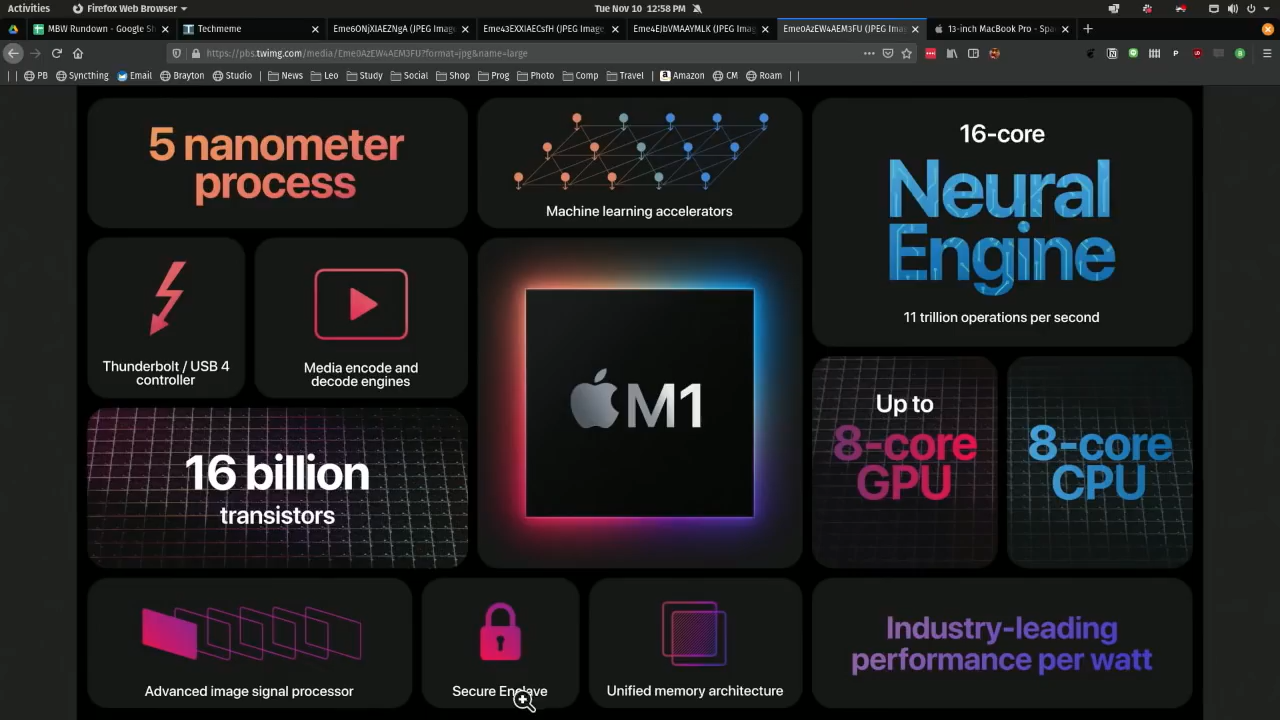 Activities
Firefox Web Browser
Tue Nov 10 12:58 PM
MBW Rundown - Google Sh
Techmeme
Eme6ONjXIAEZNgA (JPEG Imag
Eme43EXXIAECsfH (JPEG Imag
Eme4EJbVMAAYMLK (JPEG Imag
Eme0AzEW4AEM3FU (JPEG Imag
13-inch MacBook Pro - Spa
https://pbs.twimg.com/media/Eme0AzEW4AEM3FU?format=jpg&name=large
PB
Syncthing
Email
Brayton
Studio
News
Leo
Study
Social
Shop
Prog
Photo
Comp
Travel
Amazon
CM
Roam
5 nanometer
process
Machine learning accelerators
16-core
Neural
Engine
11 trillion operations per second
Thunderbolt / USB 4
controller
Media encode and
decode engines
M1
Up to
8-core
GPU
8-core
CPU
16 billion
transistors
Advanced image signal processor
Secure Enclave
Unified memory architecture
Industry-leading
performance per watt